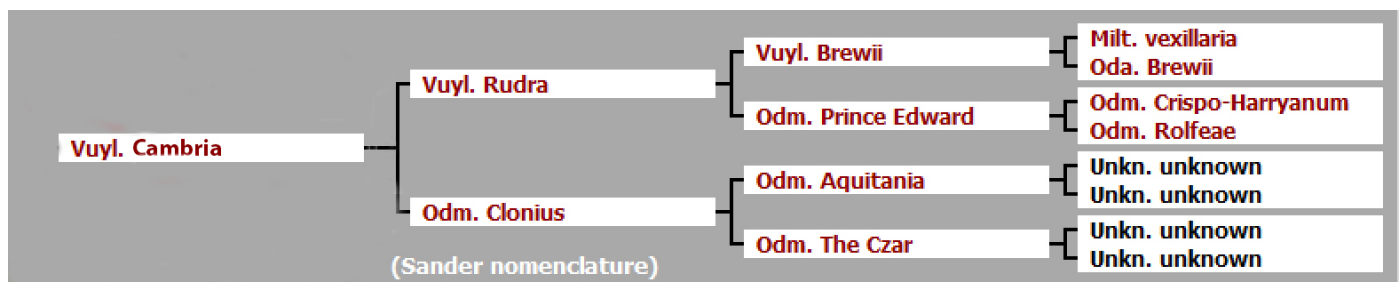 Vuyl. Cambria
Vuyl. Rudra
Odm. Clonius
(Sander nomenclature)
Vuyl. Brewii
Odm. Prince Edward
Odm. Aquitania
Odm. The Czar
Milt. vexillaria
Oda. Brewii
Odm. Crispo-Harryanum
Odm. Rolfeae
Unkn. unknown
Unkn. unknown
Unkn. unknown
Unkn. unknown